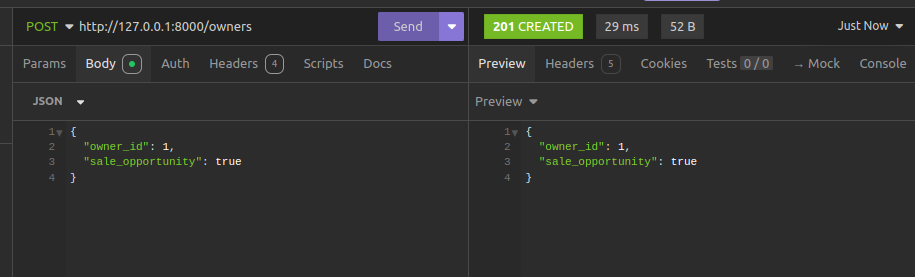 POST http://127.0.0.1:8000/owners Send
Params Body Auth Headers 4 Scripts Docs
JSON
1 {
2 "owner_id": 1,
3 "sale_opportunity": true
4 }
201 CREATED 29 ms 52 B Just Now
Preview Headers 5 Cookies Tests 0 / 0 → Mock Console
Preview
1 {
2 "owner_id": 1,
3 "sale_opportunity": true
4 }